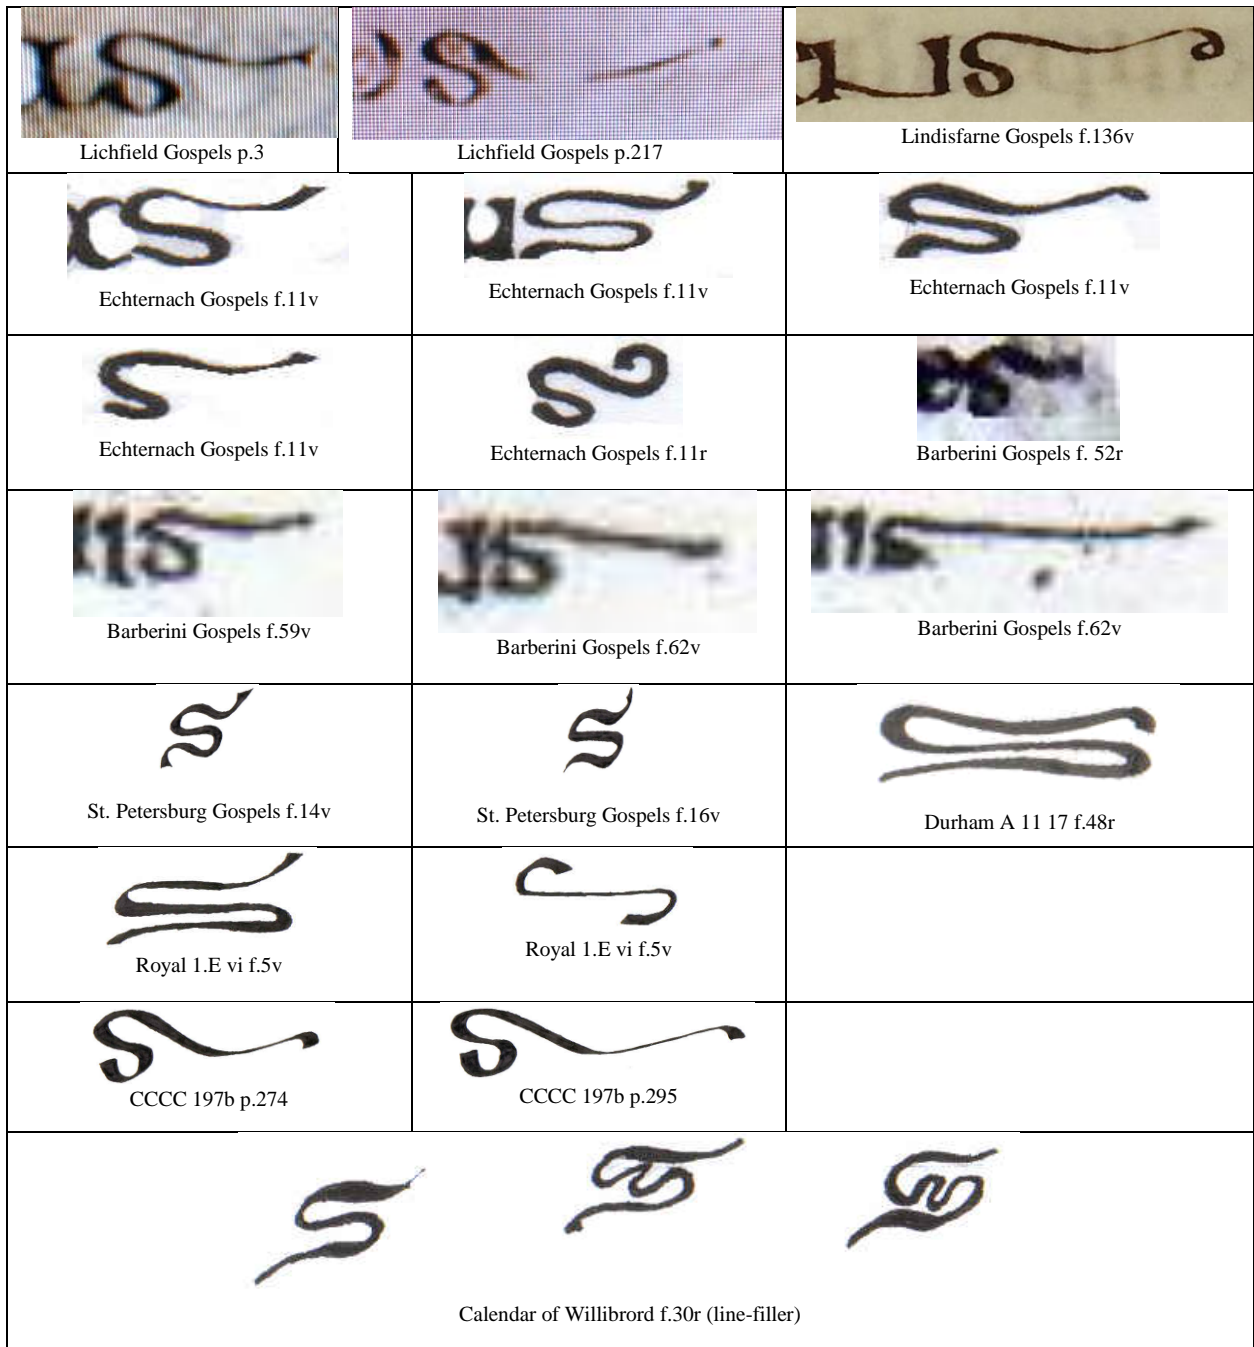 Lichfield Gospels p.3
Lichfield Gospels p.217
Lindisfarne Gospels f.136v
Echternach Gospels f.11v
Echternach Gospels f.11v
Echternach Gospels f.11v
Echternach Gospels f.11v
Echternach Gospels f.11r
Barberini Gospels f. 52r
Barberini Gospels f.59v
Barberini Gospels f.62v
Barberini Gospels f.62v
St. Petersburg Gospels f.14v
St. Petersburg Gospels f.16v
Durham A 11 17 f.48r
Royal 1.E vi f.5v
Royal 1.E vi f.5v
CCCC 197b p.274
CCCC 197b p.295
Calendar of Willibrord f.30r (line-filler)